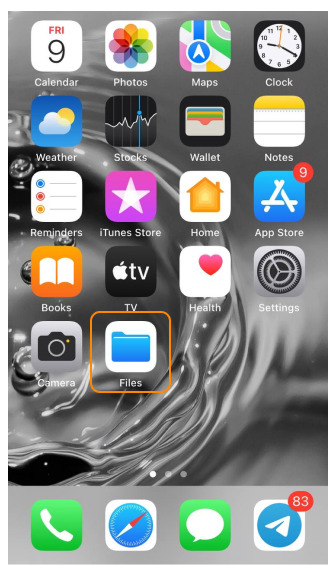 FRI
9
Calendar
Photos
Maps
Clock
Weather
Stocks
Wallet
Notes
Reminders
iTunes Store
Home
9
App Store
Books
tv
TV
Health
Settings
Camera
Files
83